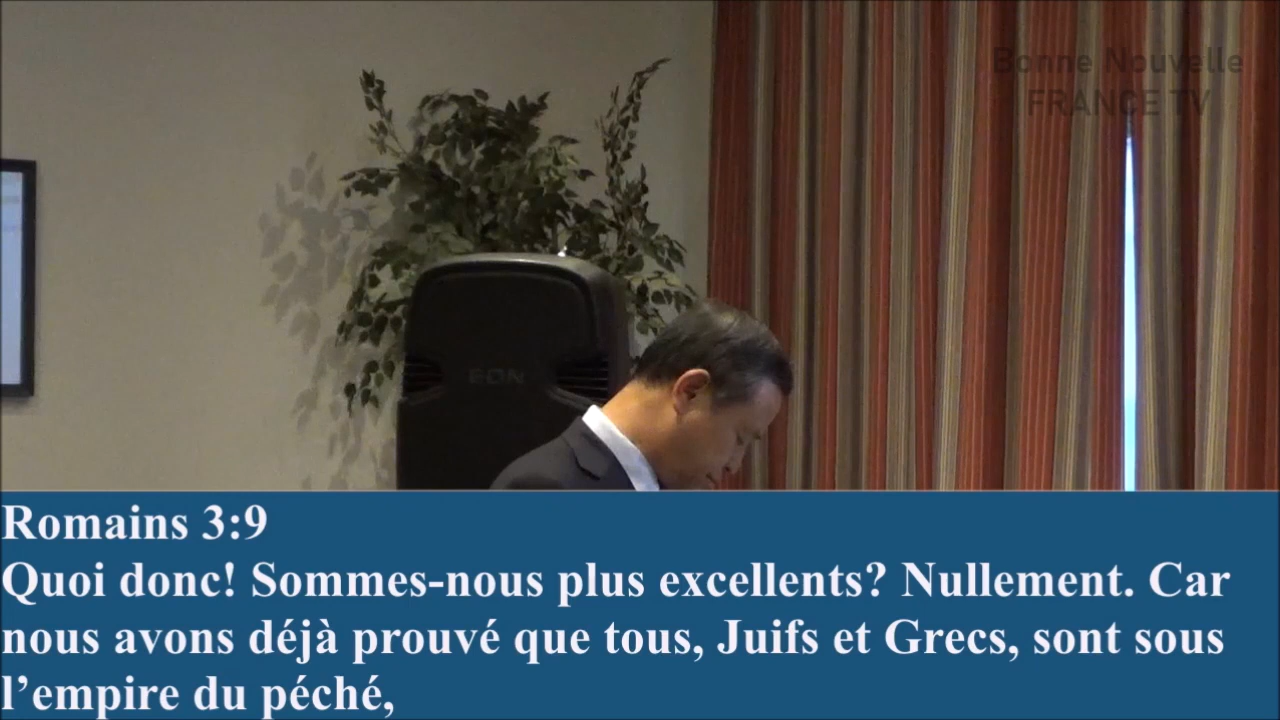 Bonne Nouvelle
FRANCE TV
EON
Romains 3:9
Quoi donc! Sommes-nous plus excellents? Nullement. Car
nous avons déjà prouvé que tous, Juifs et Grecs, sont sous
l’empire du péché,